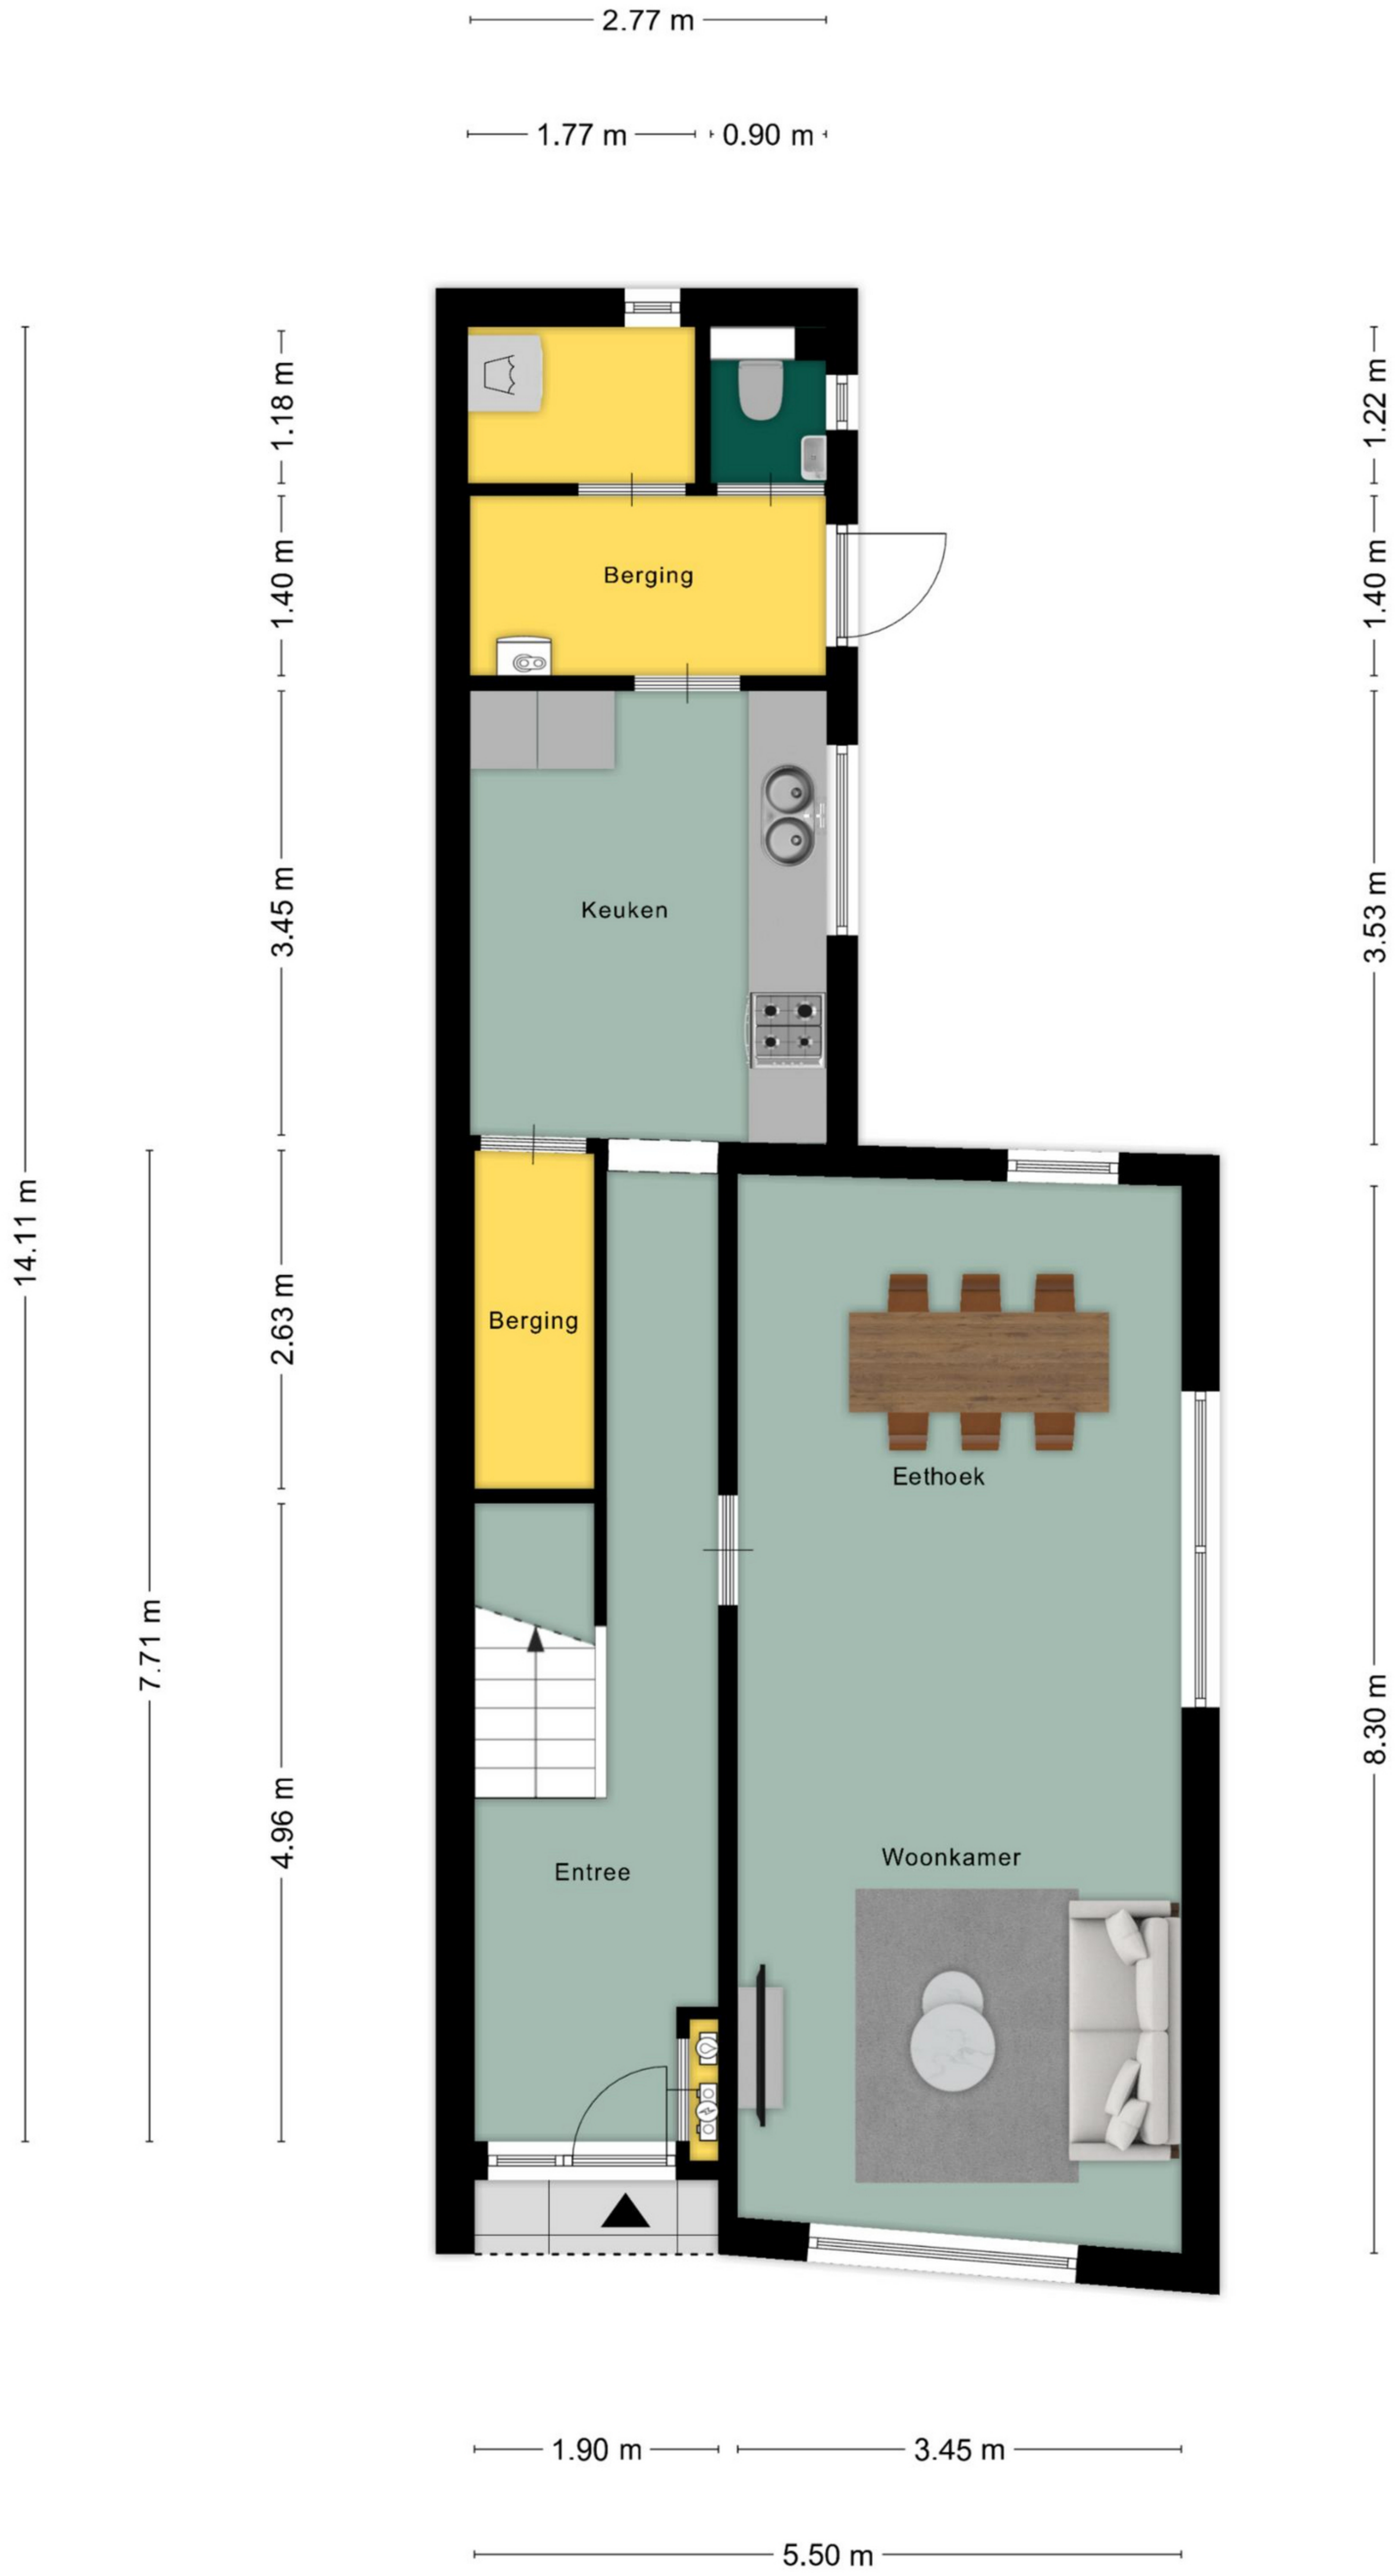 2.77 m
1.77 m
0.90 m
1.18 m
1.22 m
1.40 m
1.40 m
Berging
3.45 m
3.53 m
Keuken
14.11 m
2.63 m
Berging
Eethoek
7.71 m
8.30 m
4.96 m
Woonkamer
Entree
1.90 m
3.45 m
5.50 m